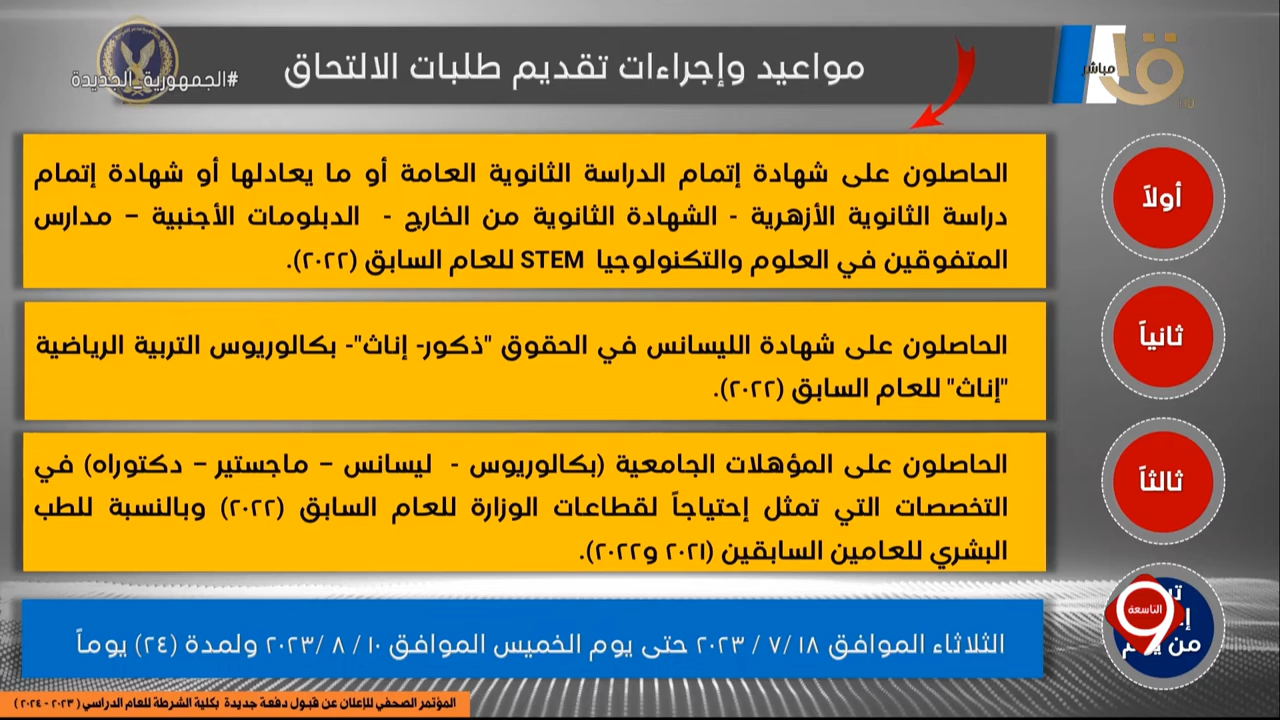 #الجمهورية_الجديدة
مواعيد وإجراءات تقديم طلبات الالتحاق
مباشر
أولاً
الحاصلون على شهادة إتمام الدراسة الثانوية العامة أو ما يعادلها أو شهادة إتمام
دراسة الثانوية الأزهرية - الشهادة الثانوية من الخارج - الدبلومات الأجنبية – مدارس
المتفوقين في العلوم والتكنولوجيا STEM للعام السابق (٢٠٢٢).
ثانياً
الحاصلون على شهادة الليسانس في الحقوق "ذكور- إناث"- بكالوريوس التربية الرياضية
"إناث" للعام السابق (٢٠٢٢).
ثالثاً
الحاصلون على المؤهلات الجامعية (بكالوريوس - ليسانس – ماجستير – دكتوراه) في
التخصصات التي تمثل إحتياجاً لقطاعات الوزارة للعام السابق (٢٠٢٢) وبالنسبة للطب
البشري للعامين السابقين (٢٠٢١ و٢٠٢٢).
التاسعة
9
من
الثلاثاء الموافق ١٨ /٧ / ٢٠٢٣ حتى يوم الخميس الموافق ١٠ / ٨ /٢٠٢٣ ولمدة (٢٤) يوماً
المؤتمر الصحفي للإعلان عن قبول دفعة جديدة بكلية الشرطة للعام الدراسي ( ٢٠٢٣ - ٢٠٢٤ )